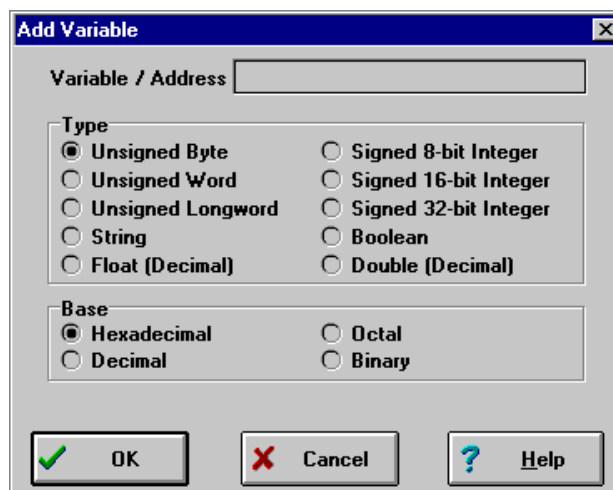 Add Variable
Variable / Address
Type
Unsigned Byte
Unsigned Word
Unsigned Longword
String
Float (Decimal)
Signed 8-bit Integer
Signed 16-bit Integer
Signed 32-bit Integer
Boolean
Double (Decimal)
Base
Hexadecimal
Decimal
Octal
Binary
OK
Cancel
Help